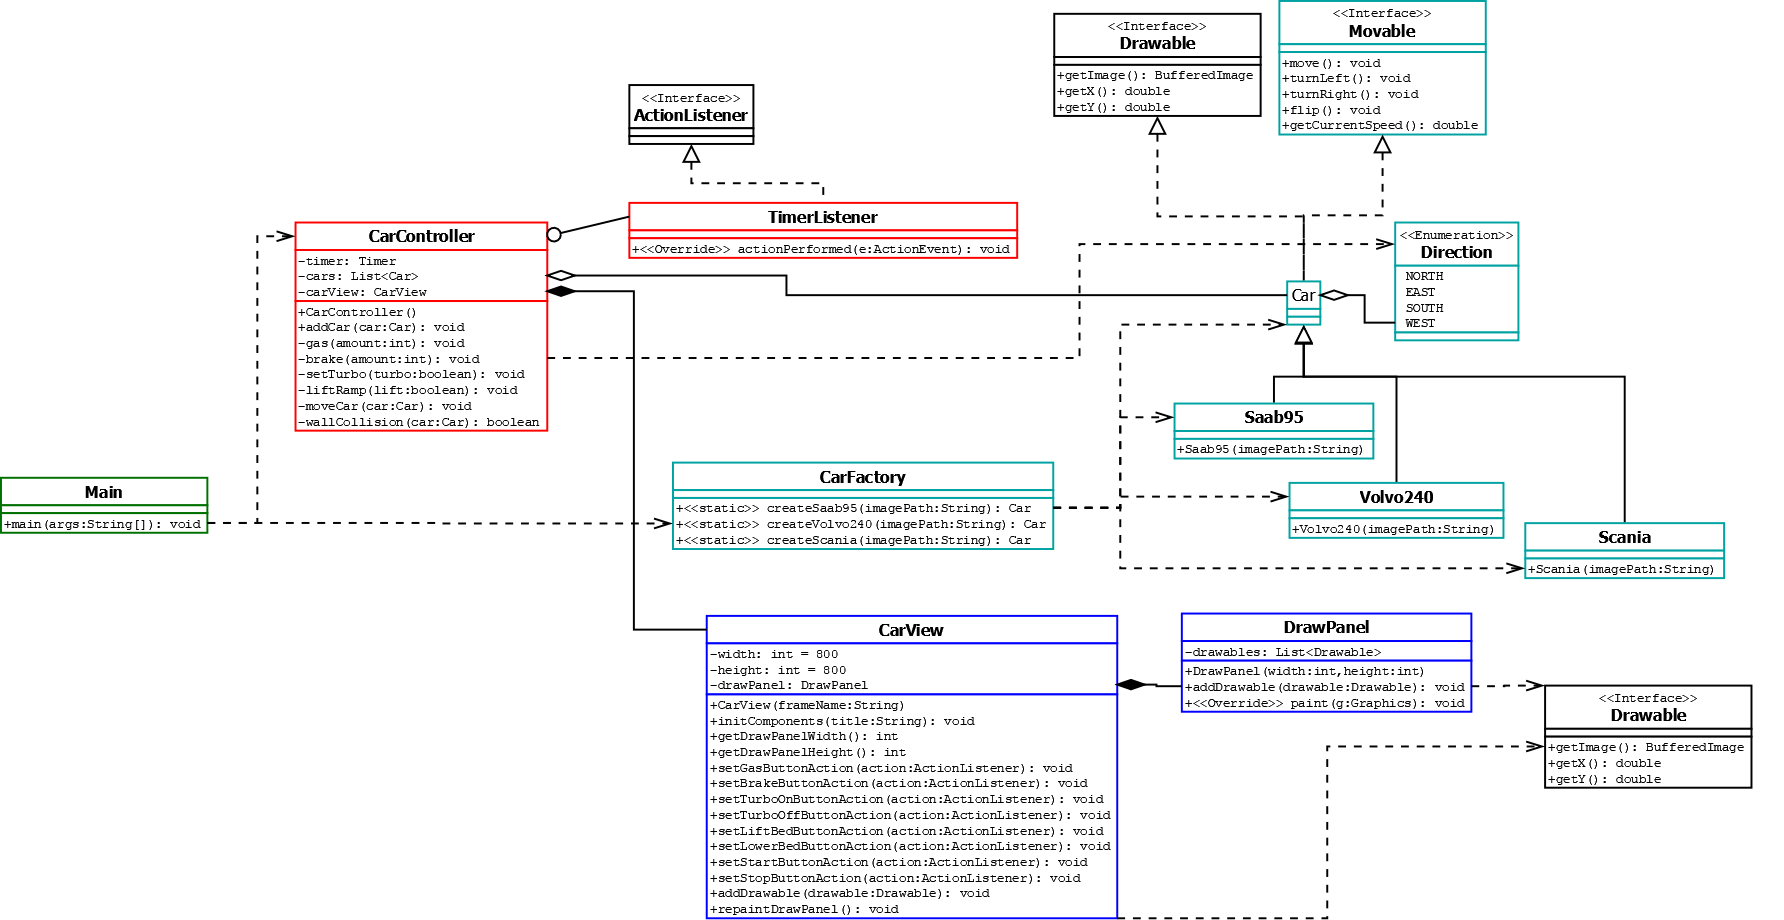 <<Interface>>
Drawable
+getImage(): BufferedImage
+getX(): double
+getY(): double
<<Interface>>
Movable
+move(): void
+turnLeft(): void
+turnRight(): void
+flip(): void
+getCurrentSpeed(): double
<<Interface>>
ActionListener
TimerListener
+<<Override>> actionPerformed(e:ActionEvent): void
CarController
-timer: Timer
-cars: List<Car>
-carView: CarView
+CarController()
+addCar(car:Car): void
-gas(amount:int): void
-brake(amount:int): void
-setTurbo(turbo:boolean): void
-liftRamp(lift:boolean): void
-moveCar(car:Car): void
-wallCollision(car:Car): boolean
<<Enumeration>>
Direction
NORTH
EAST
SOUTH
WEST
Car
Saab95
+Saab95(imagePath:String)
Volvo240
+Volvo240(imagePath:String)
Scania
+Scania(imagePath:String)
Main
+main(args:String[]): void
CarFactory
+<<static>> createSaab95(imagePath:String): Car
+<<static>> createVolvo240(imagePath:String): Car
+<<static>> createScania(imagePath:String): Car
CarView
-width: int = 800
-height: int = 800
-drawPanel: DrawPanel
+CarView(frameName:String)
+initComponents(title:String): void
+getDrawPanelWidth(): int
+getDrawPanelHeight(): int
+setGasButtonAction(action:ActionListener): void
+setBrakeButtonAction(action:ActionListener): void
+setTurboOnButtonAction(action:ActionListener): void
+setTurboOffButtonAction(action:ActionListener): void
+setLiftBedButtonAction(action:ActionListener): void
+setLowerBedButtonAction(action:ActionListener): void
+setStartButtonAction(action:ActionListener): void
+setStopButtonAction(action:ActionListener): void
+addDrawable(drawable:Drawable): void
+repaintDrawPanel(): void
DrawPanel
-drawables: List<Drawable>
+DrawPanel(width:int,height:int)
+addDrawable(drawable:Drawable): void
+<<Override>> paint(g:Graphics): void
<<Interface>>
Drawable
+getImage(): BufferedImage
+getX(): double
+getY(): double